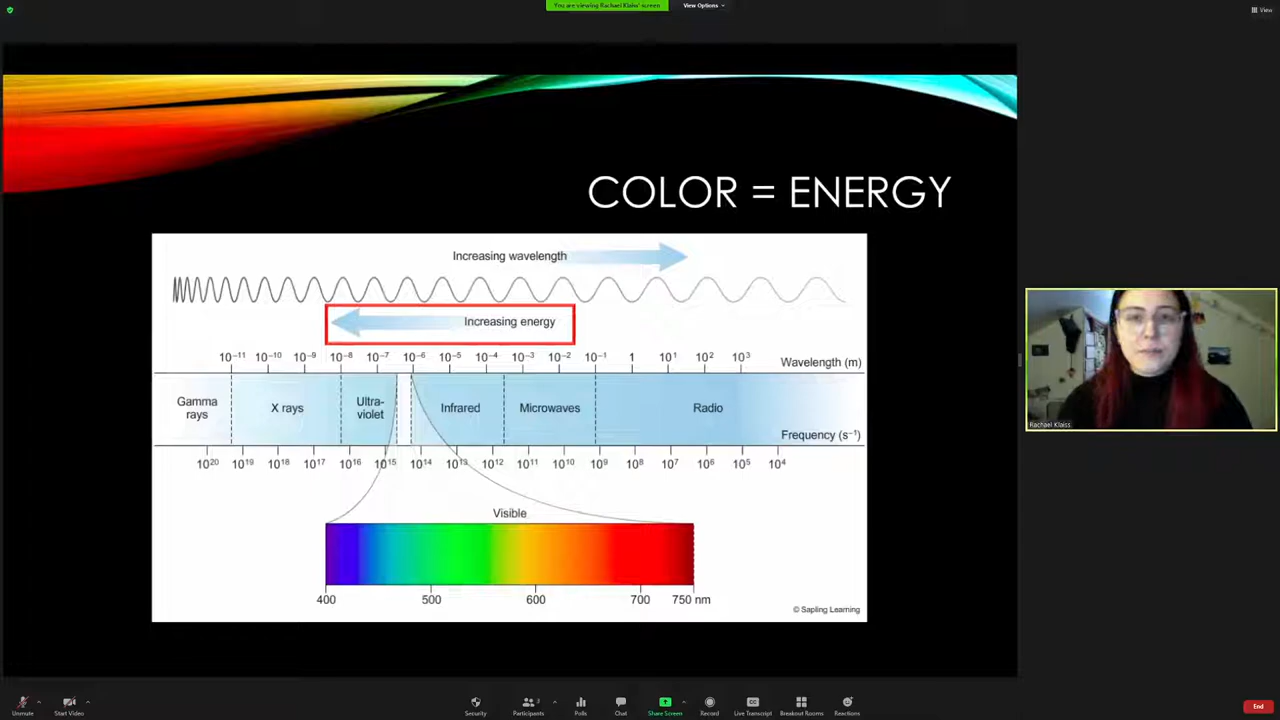 You are viewing Rachael Klaiss' screen
View Options
View
COLOR = ENERGY
Increasing wavelength
Increasing energy
10⁻¹¹ 10⁻¹⁰ 10⁻⁹ 10⁻⁸ 10⁻⁷ 10⁻⁶ 10⁻⁵ 10⁻⁴ 10⁻³ 10⁻² 10⁻¹ 1 10¹ 10² 10³ Wavelength (m)
Gamma rays
X rays
Ultra-
violet
Infrared
Microwaves
Radio
Frequency (s⁻¹)
10²⁰ 10¹⁹ 10¹⁸ 10¹⁷ 10¹⁶ 10¹⁵ 10¹⁴ 10¹³ 10¹² 10¹¹ 10¹⁰ 10⁹ 10⁸ 10⁷ 10⁶ 10⁵ 10⁴
Visible
400 500 600 700 750 nm
© Sapling Learning
Rachael Klaiss
Unmute
Start Video
Security
Participants
Polls
Chat
Share Screen
Record
Live Transcript
Breakout Rooms
Reactions
End